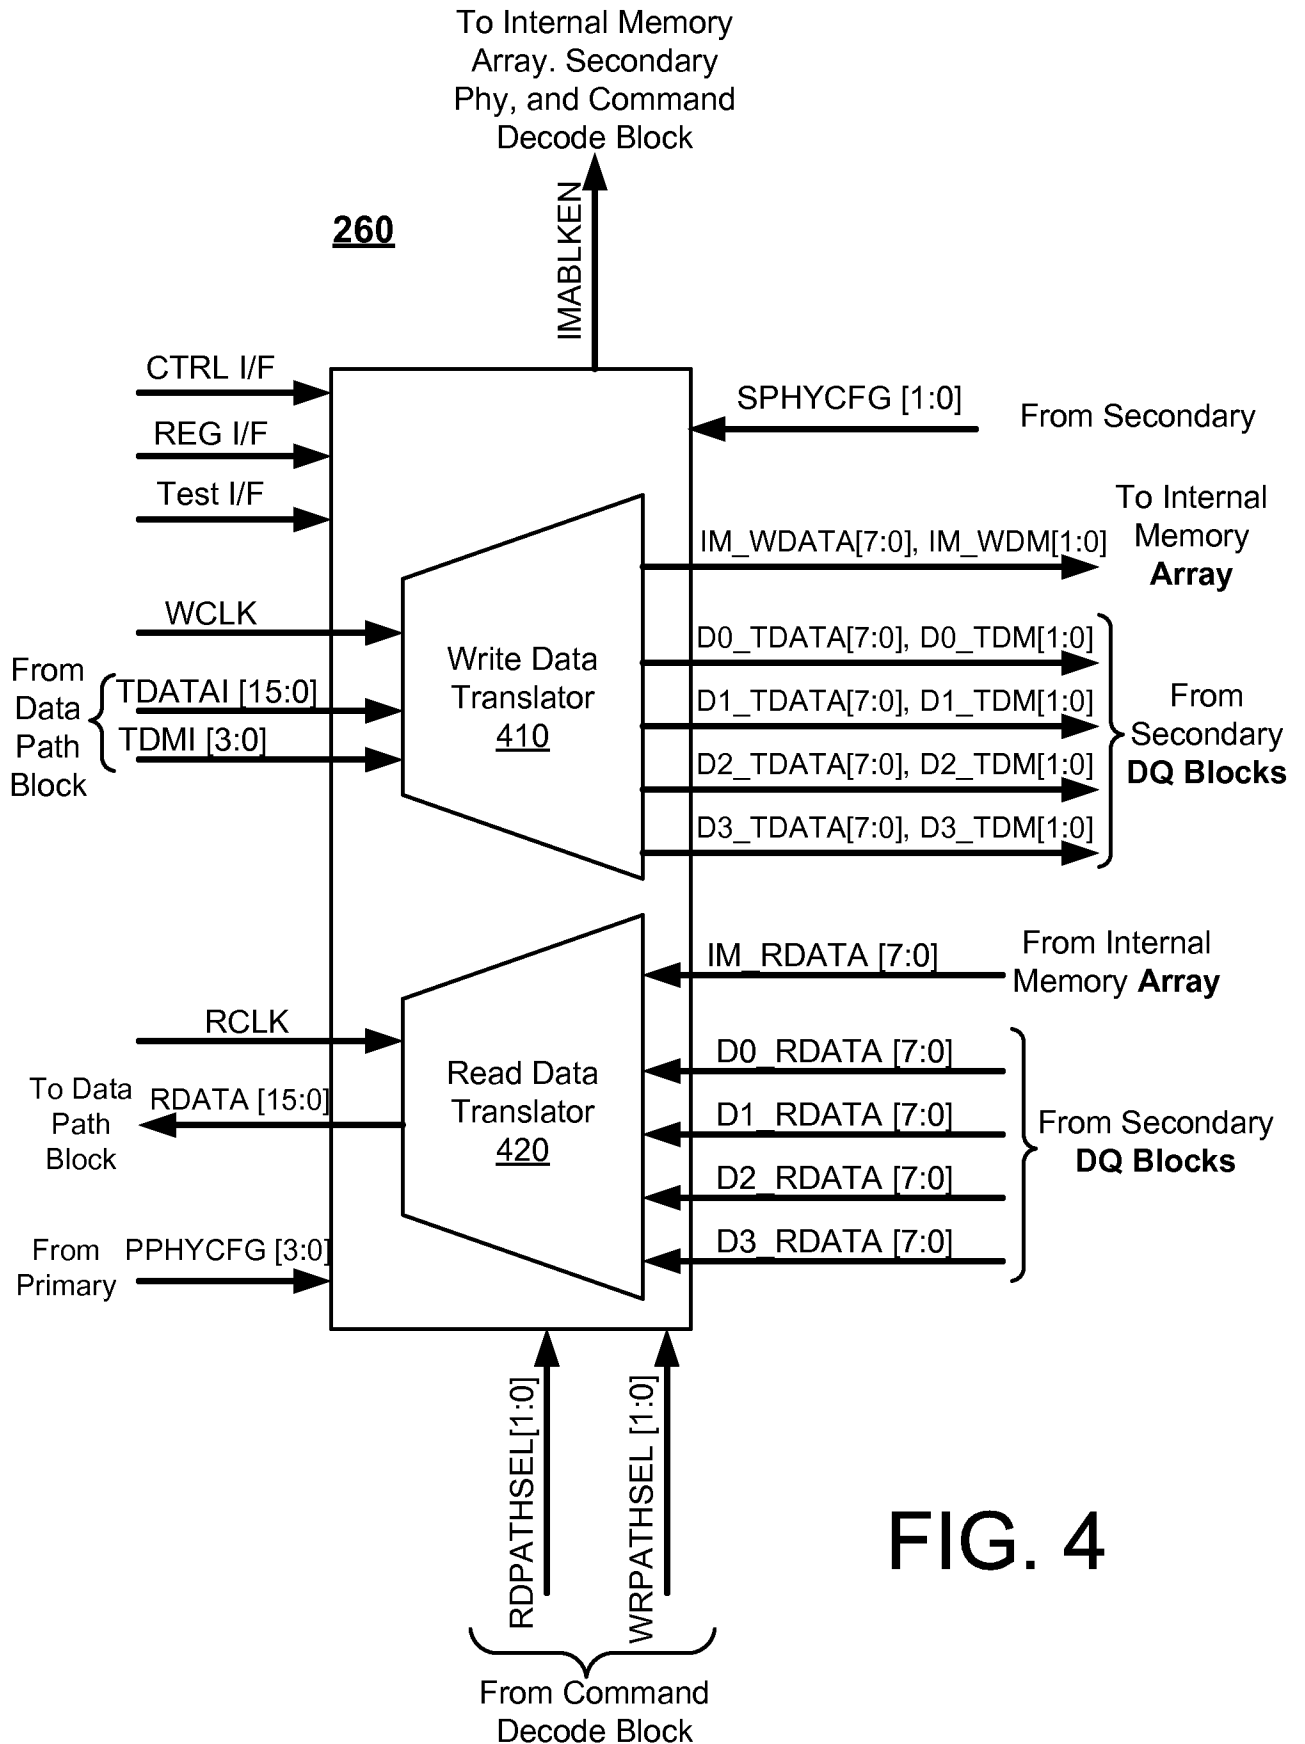 To Internal Memory
Array. Secondary
Phy, and Command
Decode Block
IMABLKEN
260
CTRL I/F
REG I/F
Test I/F
SPHYCFG [1:0]
From Secondary
To Internal
Memory
Array
IM_WDATA[7:0], IM_WDM[1:0]
WCLK
From
Data
Path
Block
TDATAI [15:0]
TDMI [3:0]
Write Data
Translator
410
D0_TDATA[7:0], D0_TDM[1:0]
D1_TDATA[7:0], D1_TDM[1:0]
D2_TDATA[7:0], D2_TDM[1:0]
D3_TDATA[7:0], D3_TDM[1:0]
From
Secondary
DQ Blocks
IM_RDATA [7:0]
From Internal
Memory Array
RCLK
To Data
Path
Block
RDATA [15:0]
Read Data
Translator
420
D0_RDATA [7:0]
D1_RDATA [7:0]
D2_RDATA [7:0]
D3_RDATA [7:0]
From Secondary
DQ Blocks
From
Primary
PPHYCFG [3:0]
RDPATHSEL[1:0]
WRPATHSEL [1:0]
From Command
Decode Block
FIG. 4